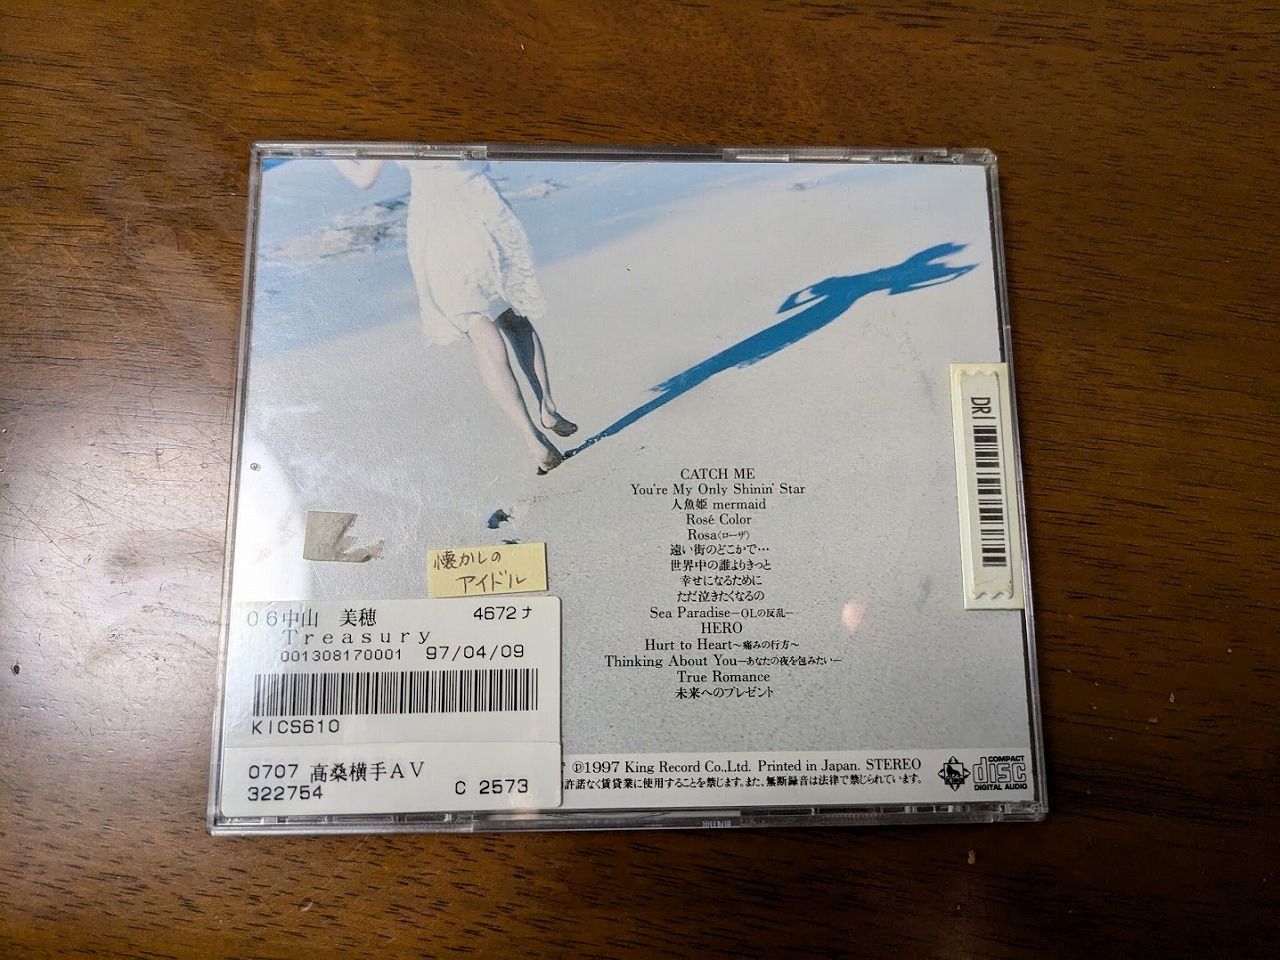 CATCH ME
You're My Only Shinin' Star
人魚姫 mermaid
Rosé Color
Rosa〈ローザ〉
遠い街のどこかで…
世界中の誰よりきっと
幸せになるために
ただ泣きたくなるの
Sea Paradise—OLの反乱—
HERO
Hurt to Heart〜痛みの行方〜
Thinking About You—あなたの夜を包みたい—
True Romance
未来へのプレゼント
DR
懐かしの
アイドル
06中山 美穂 4672ナ
Treasury
001308170001 97/04/09
KICS610
0707 高桑横手AV
322754 C 2573
Ⓟ1997 King Record Co.,Ltd. Printed in Japan. STEREO
許諾なく賃貸業に使用することを禁じます。また、無断録音は法律で禁じられています。
COMPACT
disc
DIGITAL AUDIO